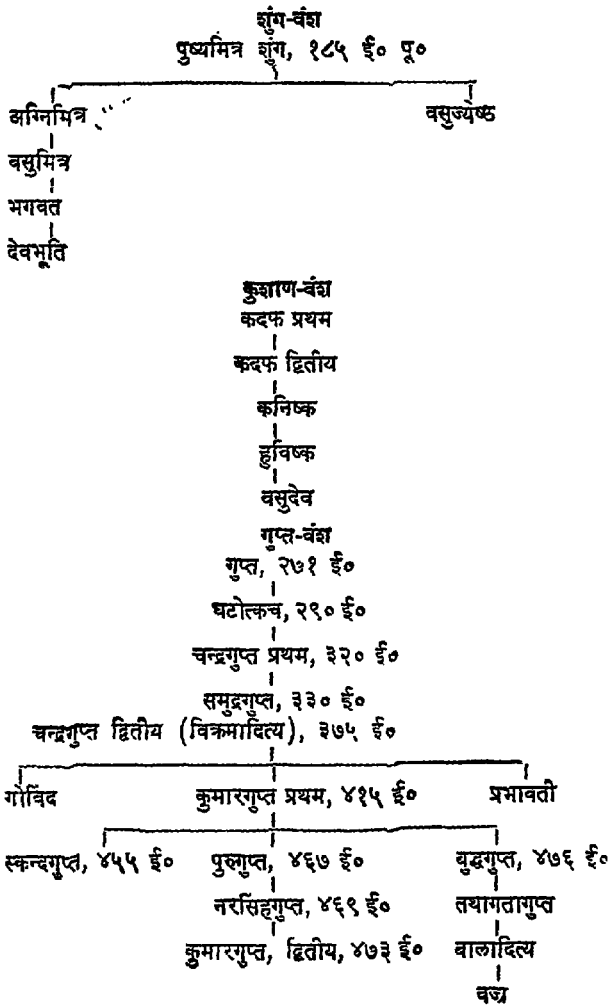 शुंग-वंश
पुष्यमित्र शुंग, १८५ ई० पू०
अग्निमित्र वसुज्येष्ठ
वसुमित्र
भगवत
देवभूति
कुशाण-वंश
कदफ प्रथम
कदफ द्वितीय
कनिष्क
हुविष्क
वसुदेव
गुप्त-वंश
गुप्त, २७१ ई०
घटोत्कच, २९० ई०
चन्द्रगुप्त प्रथम, ३२० ई०
समुद्रगुप्त, ३३० ई०
चन्द्रगुप्त द्वितीय (विक्रमादित्य), ३७५ ई०
गोविंद कुमारगुप्त प्रथम, ४१५ ई० प्रभावती
स्कन्दगुप्त, ४५५ ई० पुरुगुप्त, ४६७ ई० बुद्धगुप्त, ४७६ ई०
नरसिंहगुप्त, ४६९ ई० तथागतागुप्त
कुमारगुप्त, द्वितीय, ४७३ ई० वालादित्य
वज्र